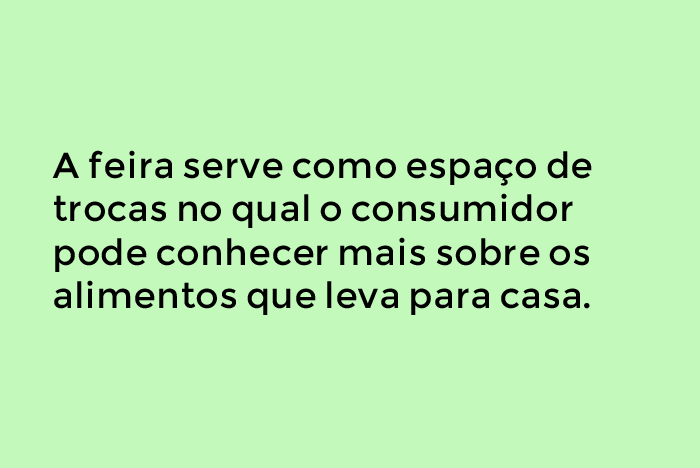 A feira serve como espaço de
trocas no qual o consumidor
pode conhecer mais sobre os
alimentos que leva para casa.